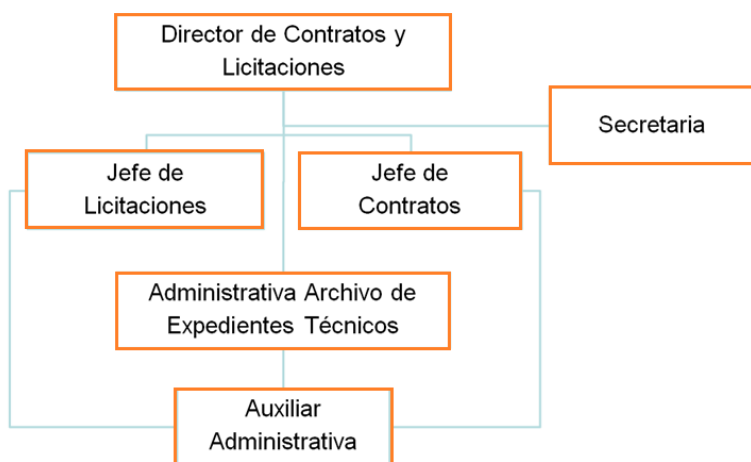 Director de Contratos y
Licitaciones
Secretaria
Jefe de
Licitaciones
Jefe de
Contratos
Administrativa Archivo de
Expedientes Técnicos
Auxiliar
Administrativa